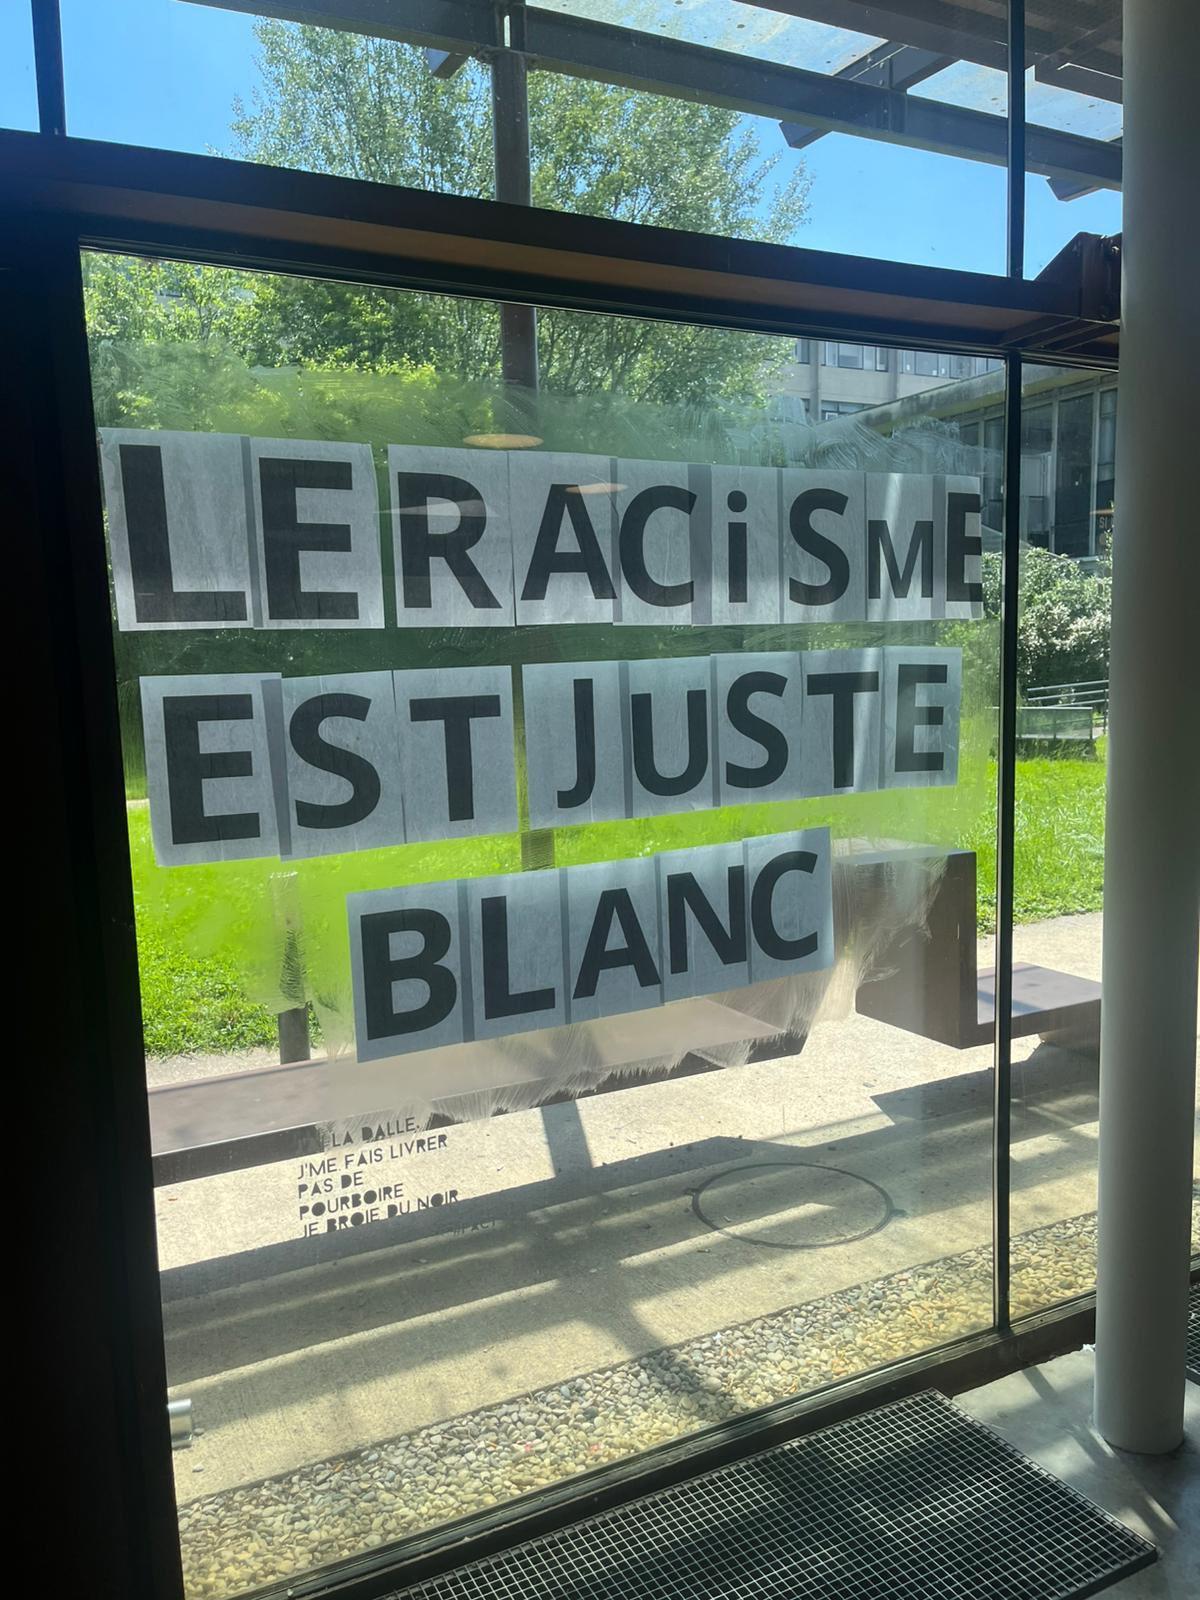 LE RACiSME
EST JUSTE
BLANC
LA DALLE,
J'ME FAIS LIVRER
PAS DE
POURBOIRE
JE BROIE DU NOIR